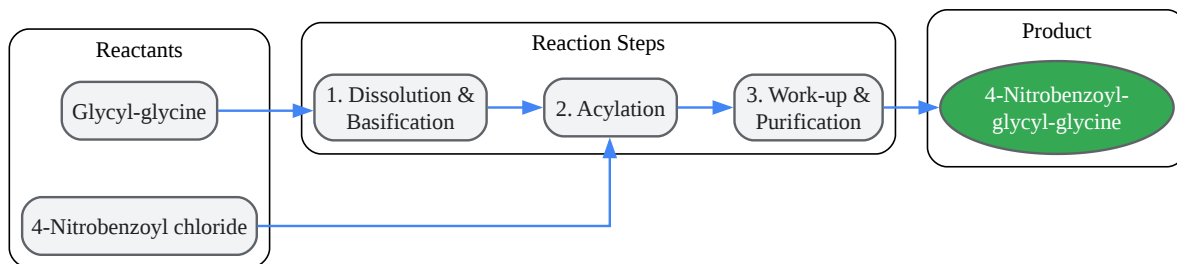 Reactants
Glycyl-glycine
4-Nitrobenzoyl chloride
Reaction Steps
1. Dissolution &
Basification
2. Acylation
3. Work-up &
Purification
Product
4-Nitrobenzoyl-
glycyl-glycine